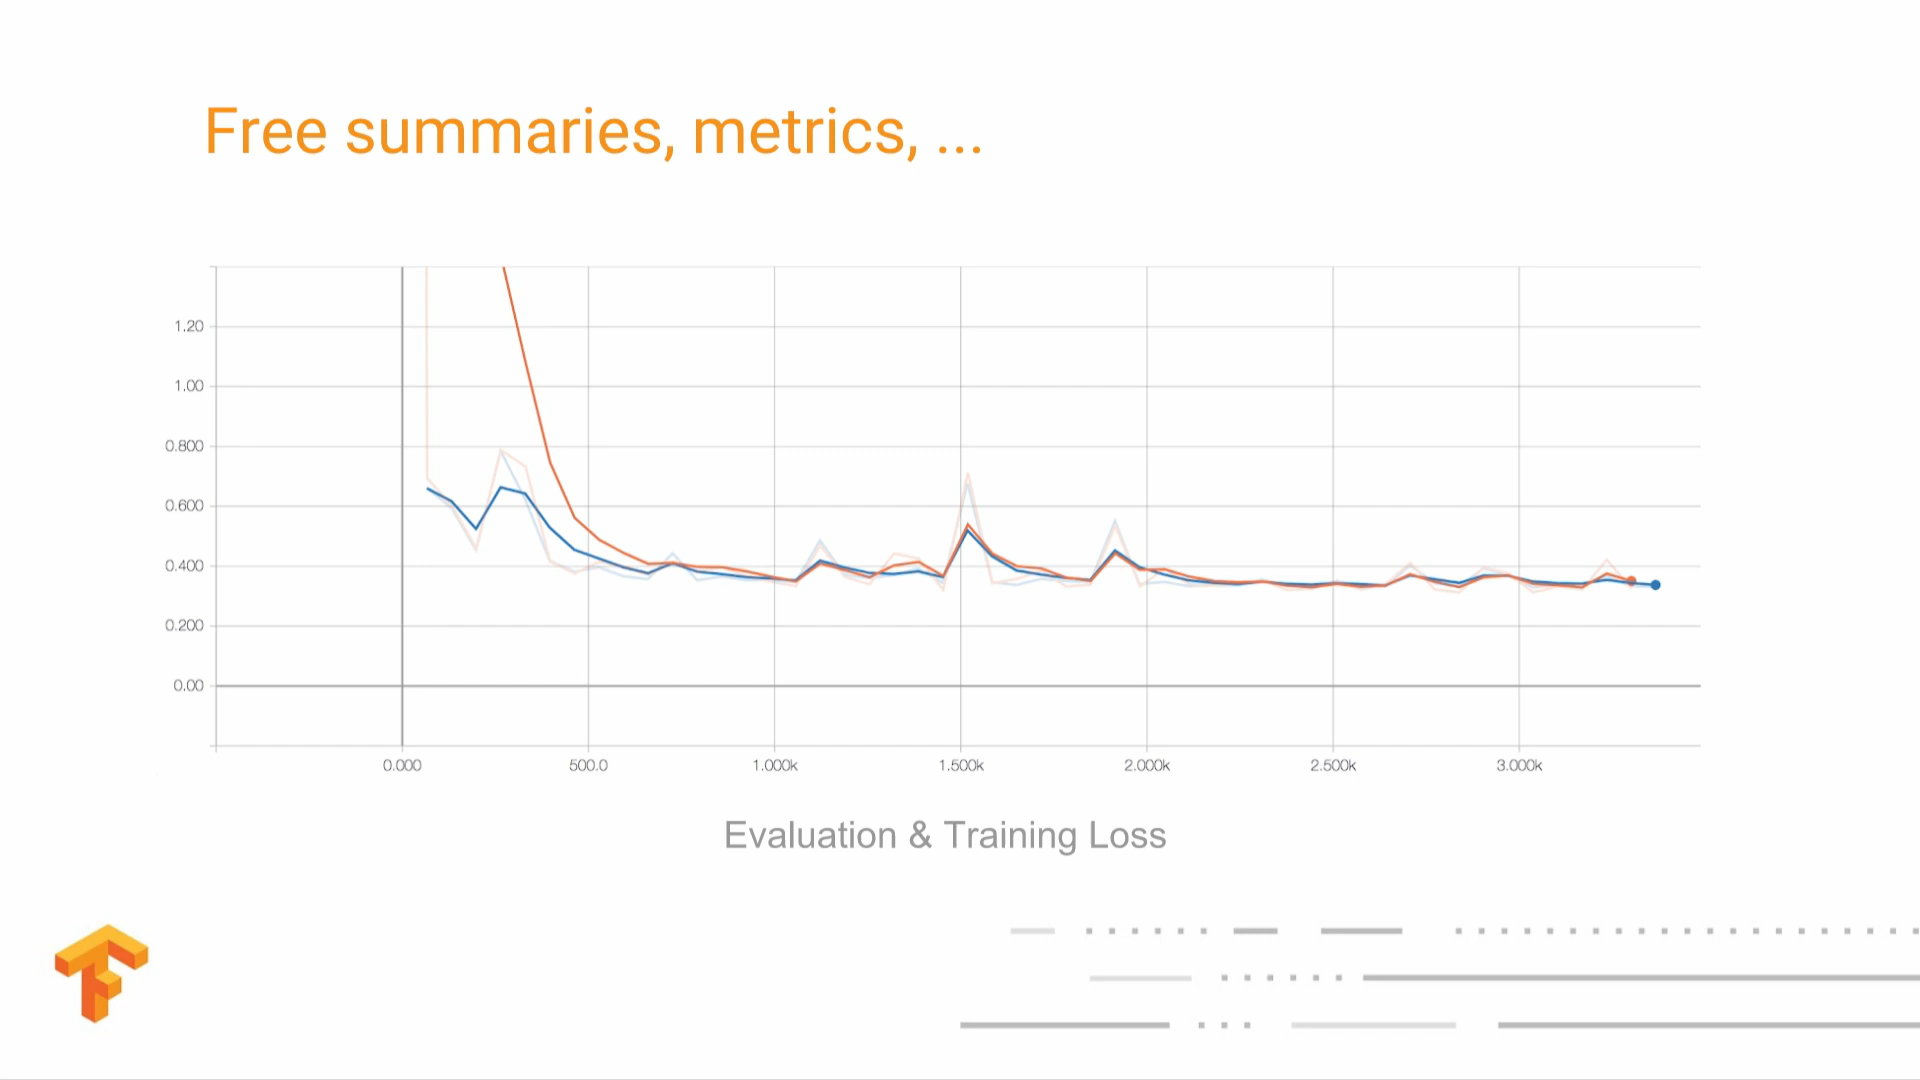 Free summaries, metrics, ...
1.20
1.00
0.800
0.600
0.400
0.200
0.00
0.000 500.0 1.000k 1.500k 2.000k 2.500k 3.000k
Evaluation & Training Loss